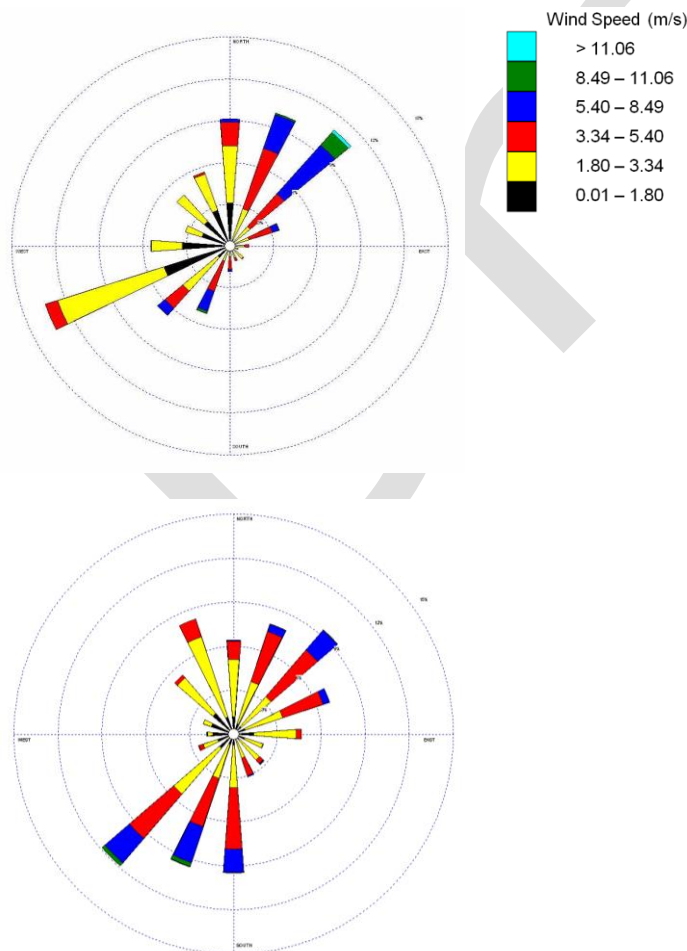 Wind Speed (m/s)
> 11.06
8.49 – 11.06
5.40 – 8.49
3.34 – 5.40
1.80 – 3.34
0.01 – 1.80
NORTH
WEST
EAST
SOUTH
NORTH
WEST
EAST
SOUTH